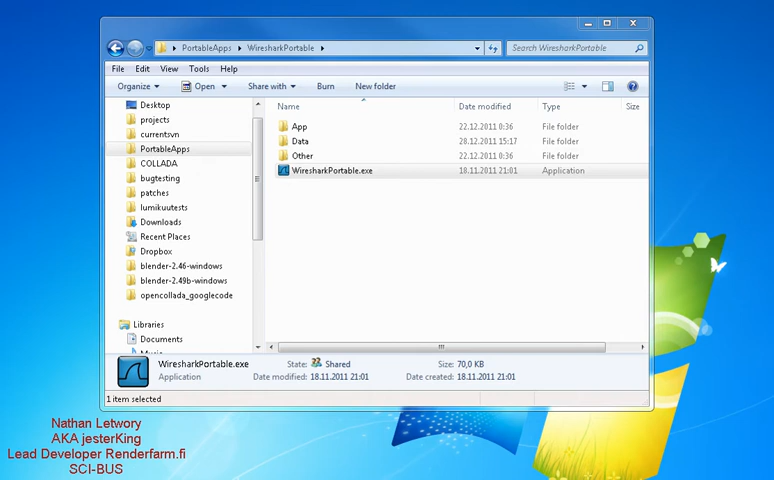 PortableApps WiresharkPortable
Search WiresharkPortable
File Edit View Tools Help
Organize Open Share with Burn New folder
Desktop
projects
currentsvn
PortableApps
COLLADA
bugtesting
patches
lumikuutests
Downloads
Recent Places
Dropbox
blender-2.46-windows
blender-2.49b-windows
opencollada_googlecode
Libraries
Documents
Music
Name Date modified Type Size
App 22.12.2011 0:36 File folder
Data 28.12.2011 15:17 File folder
Other 22.12.2011 0:36 File folder
WiresharkPortable.exe 18.11.2011 21:01 Application
WiresharkPortable.exe State: Shared Size: 70,0 KB
Application Date modified: 18.11.2011 21:01 Date created: 18.11.2011 21:01
1 item selected
Nathan Letwory
AKA jesterKing
Lead Developer Renderfarm.fi
SCI-BUS